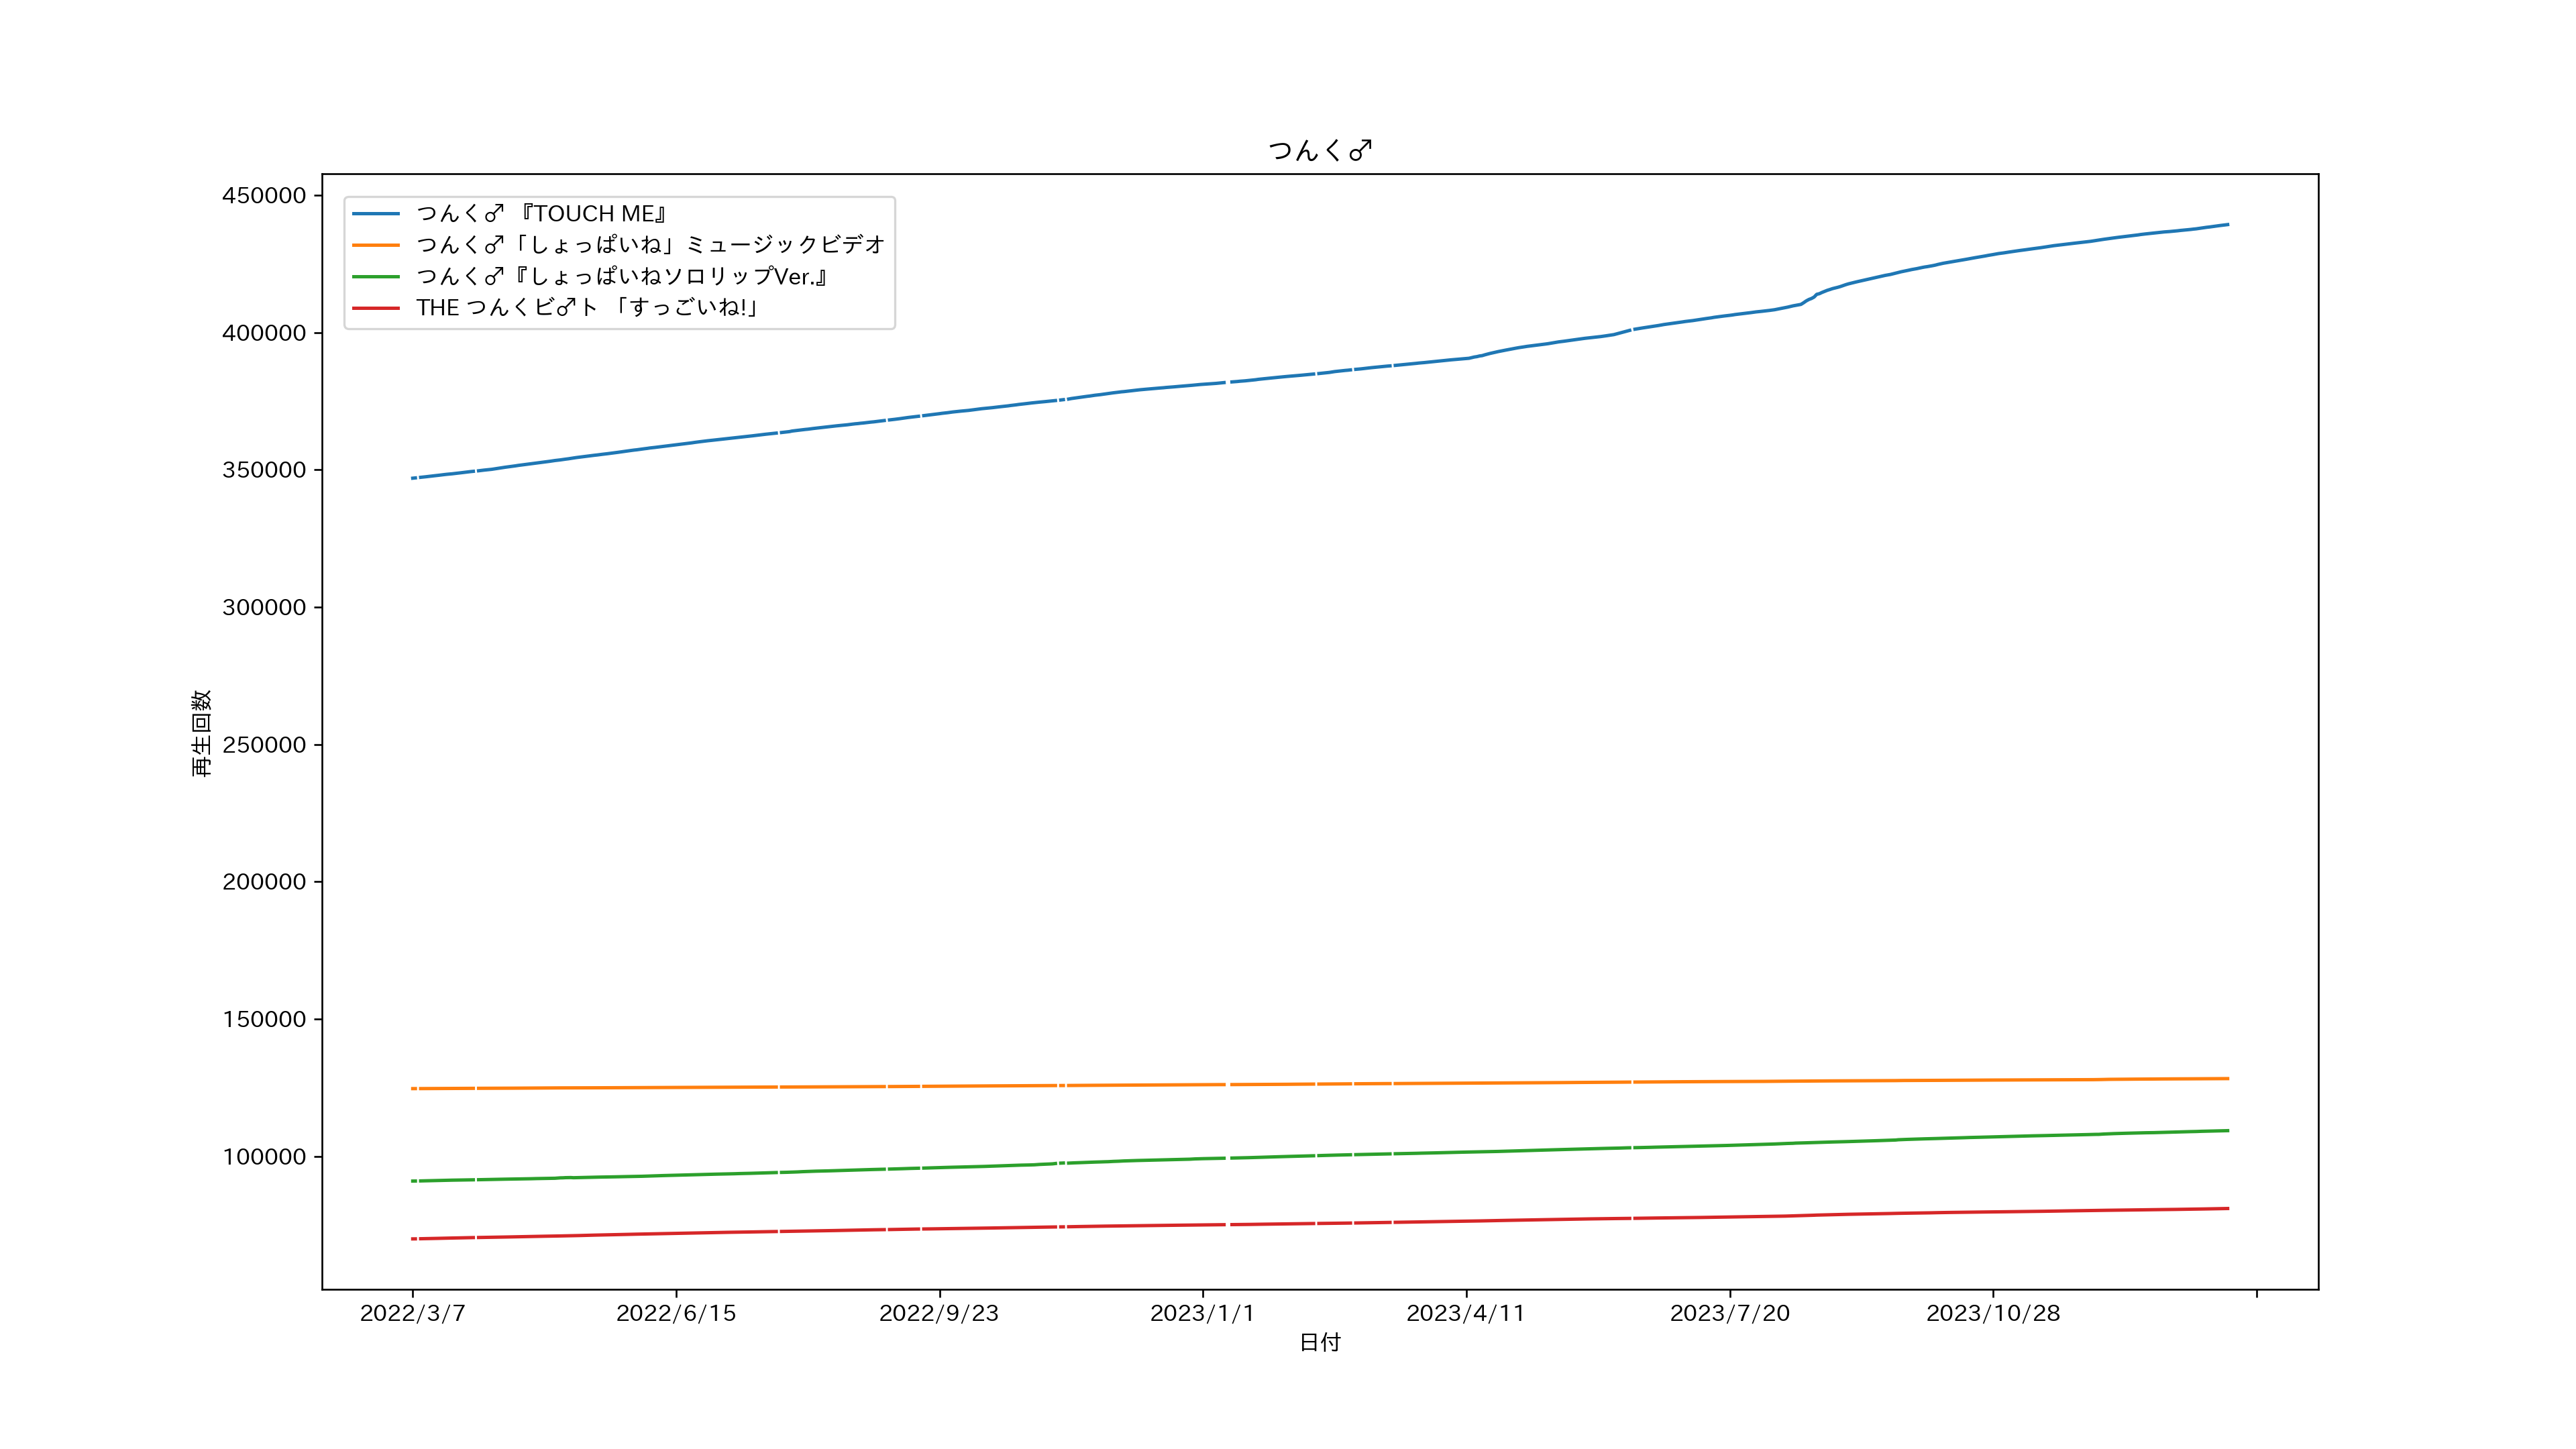 つんく♂
450000
400000
350000
300000
250000
200000
150000
100000
再生回数
つんく♂ 『TOUCH ME』
つんく♂「しょっぱいね」ミュージックビデオ
つんく♂『しょっぱいねソロリップVer.』
THE つんくビ♂ト 「すっごいね!」
2022/3/7
2022/6/15
2022/9/23
2023/1/1
2023/4/11
2023/7/20
2023/10/28
日付